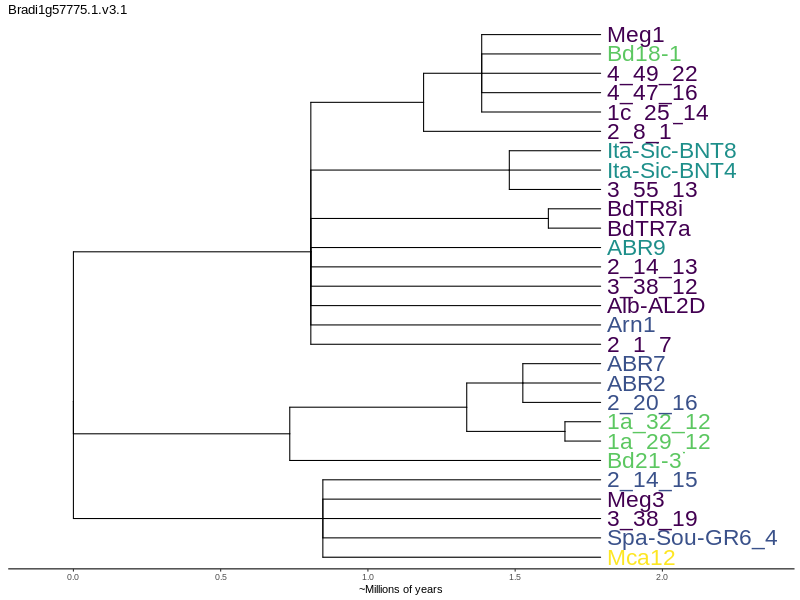 Bradi1g57775.1.v3.1
Meg1
Bd18-1
4_49_22
4_47_16
1c_25_14
2_8_1
Ita-Sic-BNT8
Ita-Sic-BNT4
3_55_13
BdTR8i
BdTR7a
ABR9
2_14_13
3_38_12
Alb-AL2D
Arn1
2_1_7
ABR7
ABR2
2_20_16
1a_32_12
1a_29_12
Bd21-3
2_14_15
Meg3
3_38_19
Spa-Sou-GR6_4
Mca12
0.0 0.5 1.0 1.5 2.0
~Millions of years